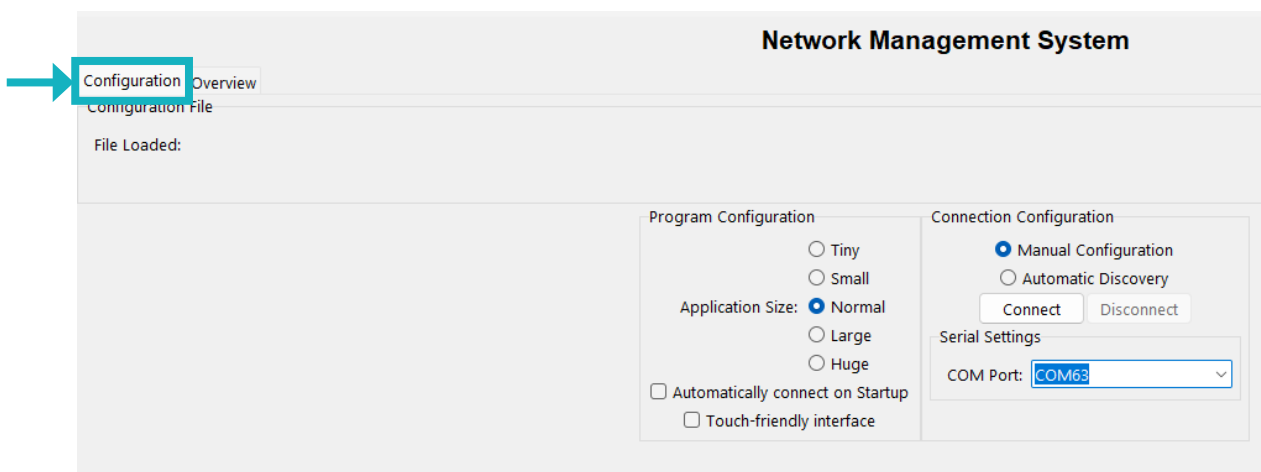 Network Management System
Configuration Overview
Configuration File
File Loaded:
Program Configuration
Tiny
Small
Application Size: Normal
Large
Huge
Automatically connect on Startup
Touch-friendly interface
Connection Configuration
Manual Configuration
Automatic Discovery
Connect Disconnect
Serial Settings
COM Port: COM63